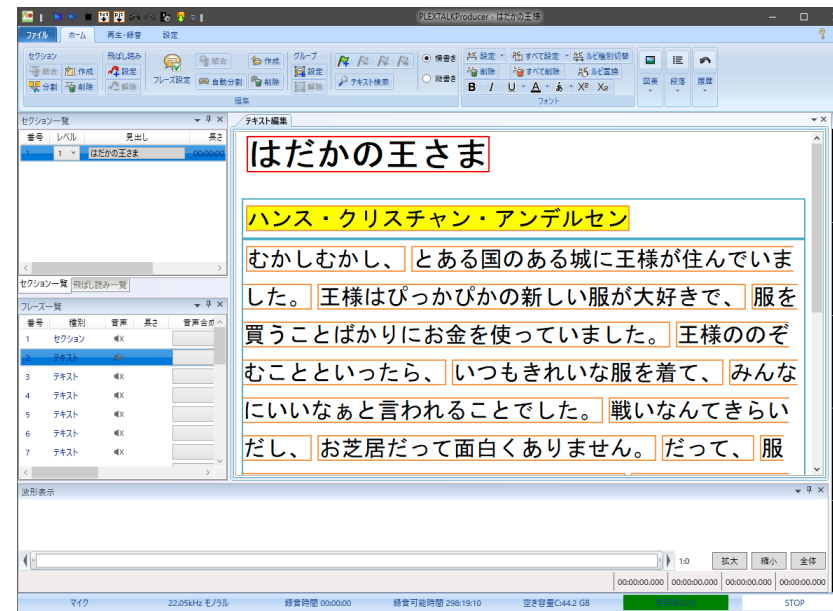 PLEXTALKProducer - はだかの王様
ファイル ホーム 再生・録音 設定
セクション 飛ばし読み 結合 作成 グループ 横書き 設定 すべて設定 ルビ種別切替
結合 作成 設定 フレーズ設定 設定 削除 すべて削除 ルビ置換 図表 段落 履歴
分割 削除 解除 自動分割 削除 解除 テキスト検索 縦書き B I U A あ X² X₂
編集 フォント
セクション一覧
番号 レベル 見出し 長さ
1 1 はだかの王さま 00:00:00
セクション一覧 飛ばし読み一覧
フレーズ一覧
番号 種別 音声 長さ 音声合成
1 セクション
2 テキスト
3 テキスト
4 テキスト
5 テキスト
6 テキスト
7 テキスト
テキスト編集
はだかの王さま
ハンス・クリスチャン・アンデルセン
むかしむかし、とある国のある城に王様が住んでいま
した。王様はぴっかぴかの新しい服が大好きで、服を
買うことばかりにお金を使っていました。王様ののぞ
むことといったら、いつもきれいな服を着て、みんな
にいいなぁと言われることでした。戦いなんてきらい
だし、お芝居だって面白くありません。だって、服
波形表示
1:0 拡大 縮小 全体
00:00:00.000 00:00:00.000 00:00:00.000 00:00:00.000
マイク 22.05kHz モノラル 録音時間 00:00:00 録音可能時間 298:19:10 空き容量C:44.2 GB STOP